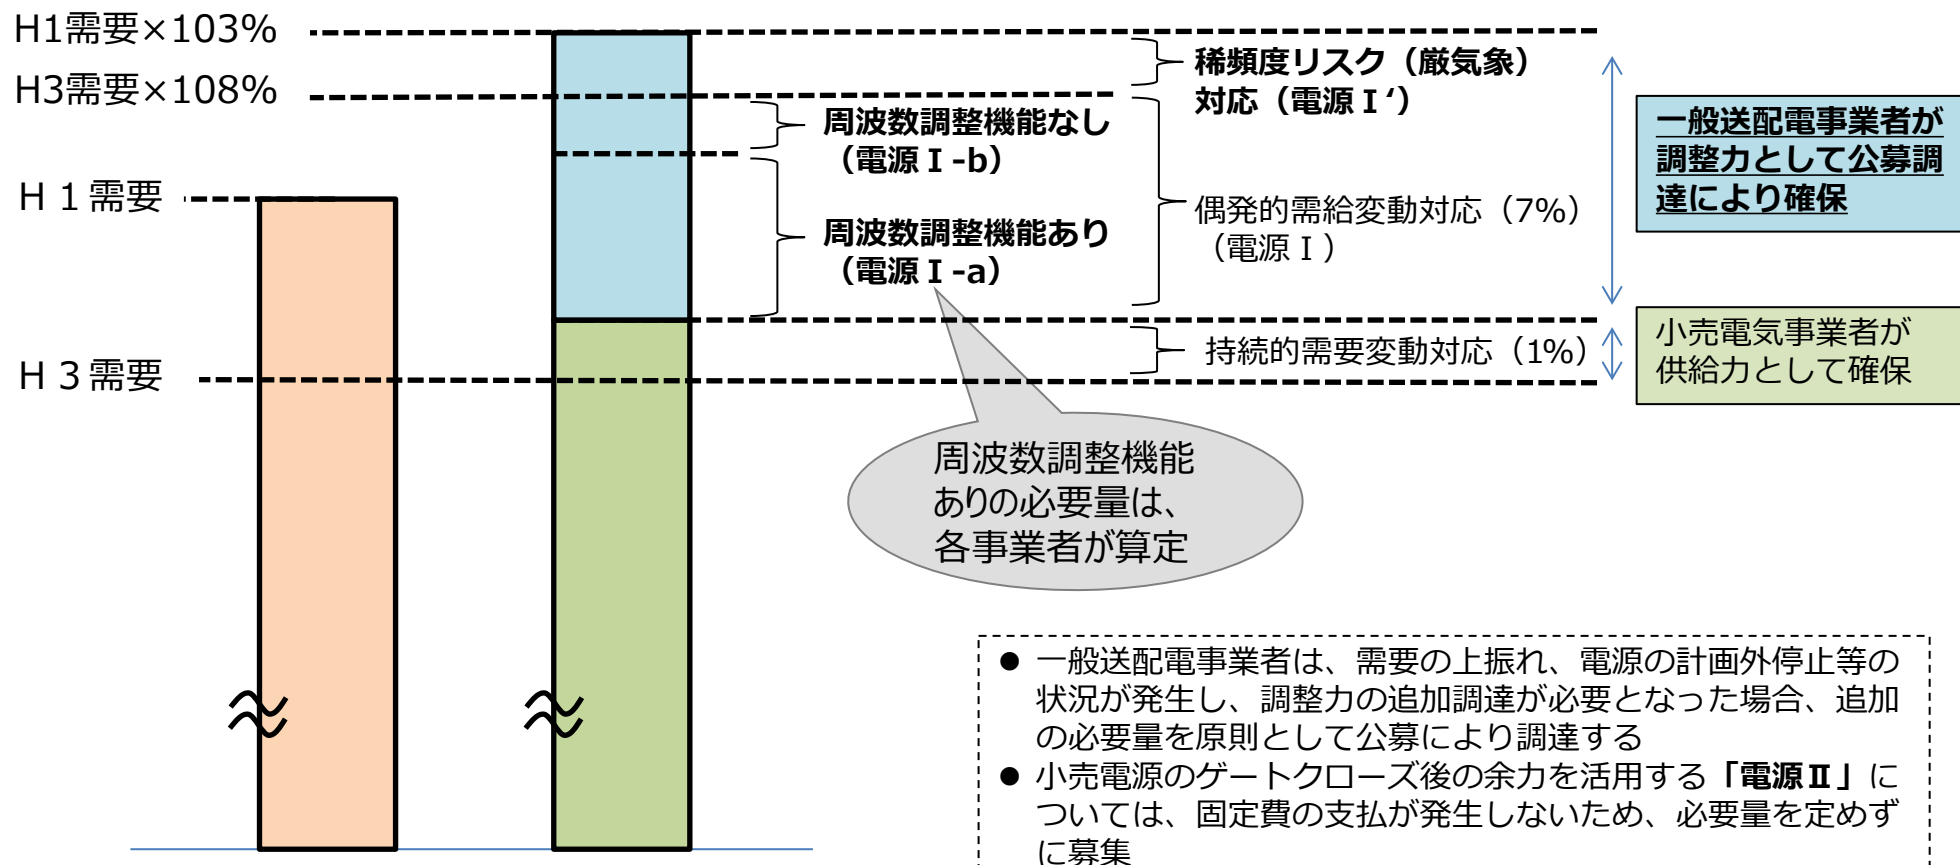 H1需要×103%
H3需要×108%
H１需要
H３需要
稀頻度リスク（厳気象）
対応（電源Ⅰ‘）
周波数調整機能なし
（電源Ⅰ-b）
周波数調整機能あり
（電源Ⅰ-a）
偶発的需給変動対応（7%）
（電源Ⅰ）
持続的需要変動対応（1%）
一般送配電事業者が
調整力として公募調
達により確保
小売電気事業者が
供給力として確保
周波数調整機能
ありの必要量は、
各事業者が算定
● 一般送配電事業者は、需要の上振れ、電源の計画外停止等の
状況が発生し、調整力の追加調達が必要となった場合、追加
の必要量を原則として公募により調達する
● 小売電源のゲートクローズ後の余力を活用する「電源Ⅱ」に
ついては、固定費の支払が発生しないため、必要量を定めず
に募集